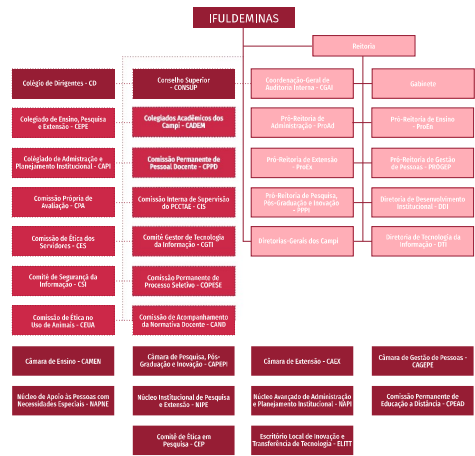 IFULDEMINAS
Reitoria
Colégio de Dirigentes - CD
Conselho Superior
- CONSUP
Coordenação-Geral de
Auditoria Interna - CGAI
Gabinete
Colegiado de Ensino, Pesquisa
e Extensão - CEPE
Colegiados Acadêmicos dos
Campi - CADEM
Pró-Reitoria de
Administração - ProAd
Pró-Reitoria de Ensino
- ProEn
Colégiado de Admistração e
Planejamento Institucional - CAPI
Comissão Permanente de
Pessoal Docente - CPPD
Pró-Reitoria de Extensão
- ProEx
Pró-Reitoria de Gestão
de Pessoas - PROGEP
Comissão Própria de
Avaliação - CPA
Comissão Interna de Supervisão
do PCCTAE - CIS
Pró-Reitoria de Pesquisa,
Pós-Graduação e Inovação
- PPPI
Diretoria de Desenvolvimento
Institucional - DDI
Comissão de Ética dos
Servidores - CES
Comitê Gestor de Tecnologia
da Informação - CGTI
Diretorias-Gerais dos Campi
Diretoria de Tecnologia da
Informação - DTI
Comitê de Segurançã da
Informação - CSI
Comissão Permanente de
Processo Seletivo - COPESE
Comissão de Ética no
Uso de Animais - CEUA
Comissão de Acompanhamento
da Normativa Docente - CAND
Câmara de Ensino - CAMEN
Câmara de Pesquisa, Pós-
Graduação e Inovação - CAPEPI
Câmara de Extensão - CAEX
Câmara de Gestão de Pessoas -
CAGEPE
Núcleo de Apoio às Pessoas com
Necessidades Especiais - NAPNE
Núcleo Institucional de Pesquisa
e Extensão - NIPE
Núcleo Avançado de Administração
e Planejamento Institucional - NAPI
Comissão Permanente de
Educação a Distância - CPEAD
Comitê de Ética em
Pesquisa - CEP
Escritório Local de Inovação e
Transferência de Tecnologia - ELITT